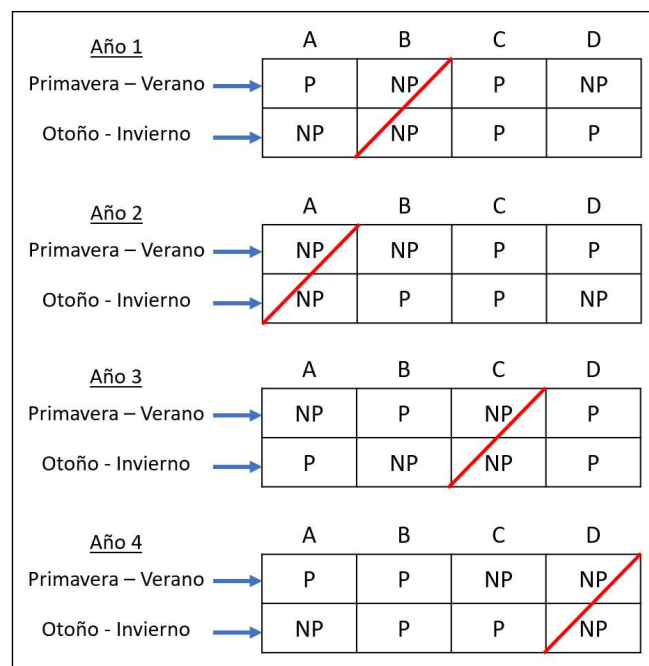 Año 1 A B C D
Primavera – Verano P NP P NP
Otoño - Invierno NP NP P P
Año 2 A B C D
Primavera – Verano NP NP P P
Otoño - Invierno NP P P NP
Año 3 A B C D
Primavera – Verano NP P NP P
Otoño - Invierno P NP NP P
Año 4 A B C D
Primavera – Verano P P NP NP
Otoño - Invierno NP P P NP